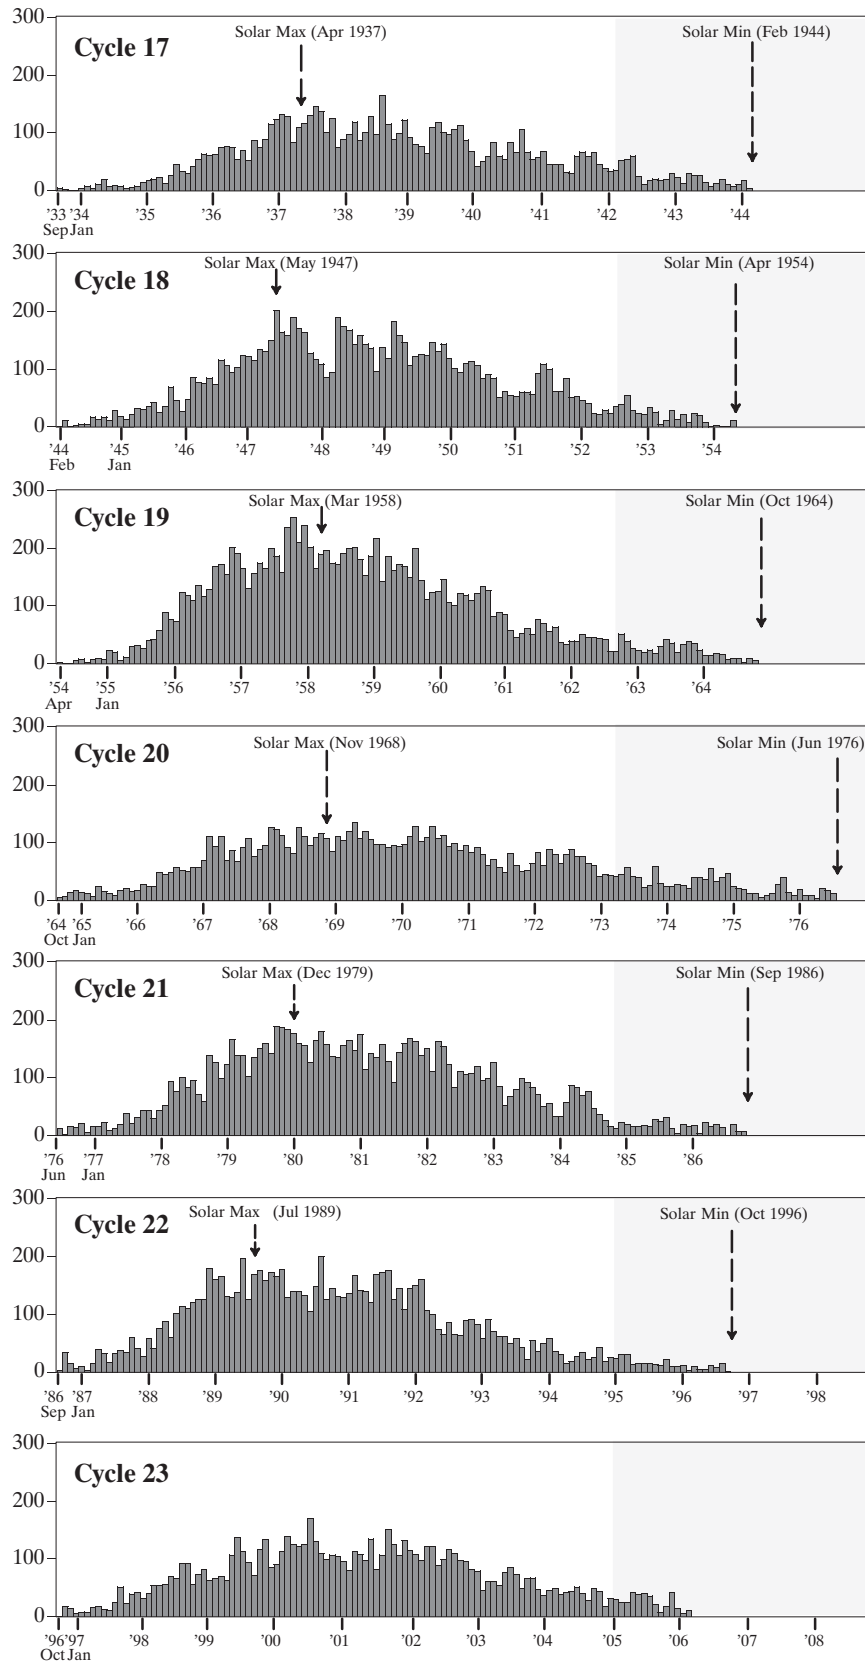 300
Solar Max (Apr 1937)
Solar Min (Feb 1944)
Cycle 17
200
100
0
’33 ’34 ’35 ’36 ’37 ’38 ’39 ’40 ’41 ’42 ’43 ’44
Sep Jan
300
Solar Max (May 1947)
Solar Min (Apr 1954)
Cycle 18
200
100
0
’44 ’45 ’46 ’47 ’48 ’49 ’50 ’51 ’52 ’53 ’54
Feb Jan
300
Solar Max (Mar 1958)
Solar Min (Oct 1964)
Cycle 19
200
100
0
’54 ’55 ’56 ’57 ’58 ’59 ’60 ’61 ’62 ’63 ’64
Apr Jan
300
Solar Max (Nov 1968)
Solar Min (Jun 1976)
Cycle 20
200
100
0
’64 ’65 ’66 ’67 ’68 ’69 ’70 ’71 ’72 ’73 ’74 ’75 ’76
Oct Jan
300
Solar Max (Dec 1979)
Solar Min (Sep 1986)
Cycle 21
200
100
0
’76 ’77 ’78 ’79 ’80 ’81 ’82 ’83 ’84 ’85 ’86
Jun Jan
300
Solar Max (Jul 1989)
Solar Min (Oct 1996)
Cycle 22
200
100
0
’86 ’87 ’88 ’89 ’90 ’91 ’92 ’93 ’94 ’95 ’96 ’97 ’98
Sep Jan
300
Cycle 23
200
100
0
’96 ’97 ’98 ’99 ’00 ’01 ’02 ’03 ’04 ’05 ’06 ’07 ’08
Oct Jan